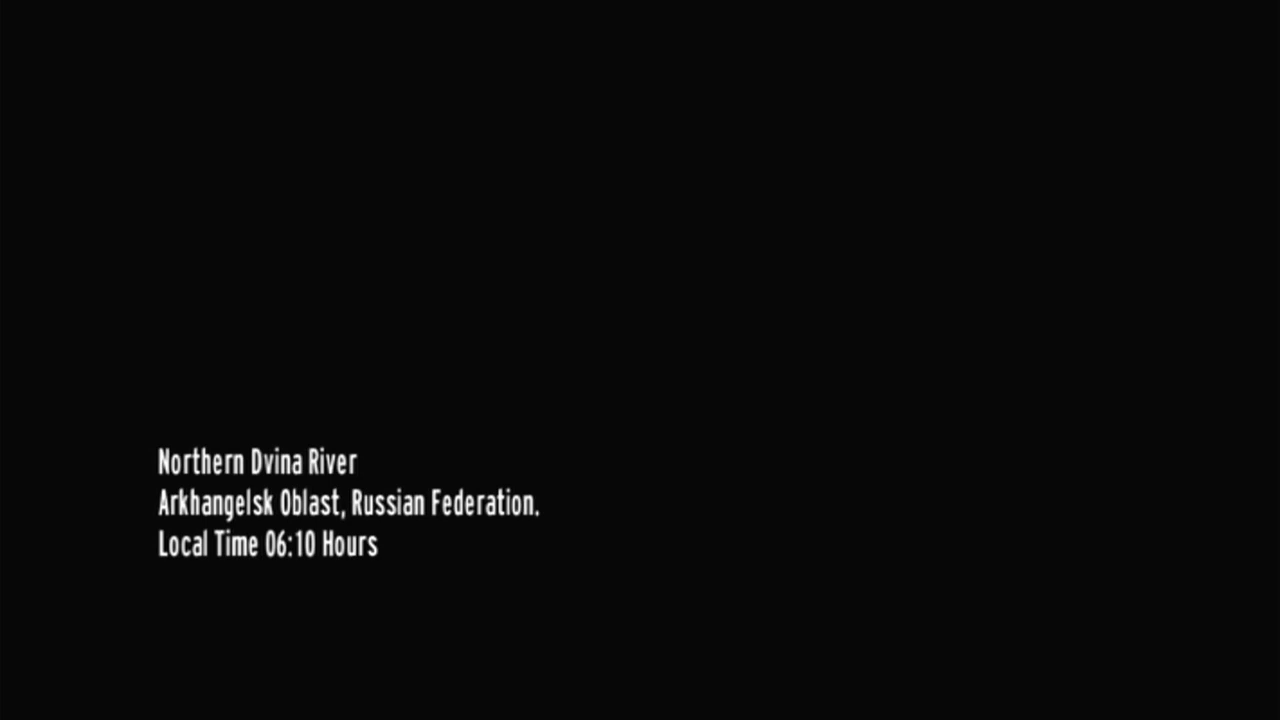 Northern Dvina River
Arkhangelsk Oblast, Russian Federation.
Local Time 06:10 Hours